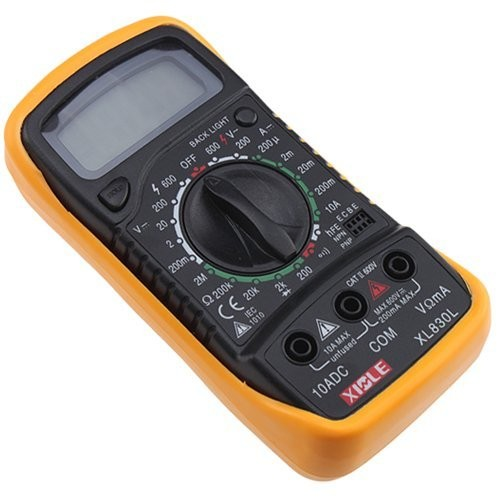 BACK LIGHT
HOLD
OFF
600
V~
200
A⎓
200µ
2m
20m
200m
10A
hFE
E C B E
NPN
PNP
600
200
V⎓
20
2
200m
2M
Ω
200k
20k
2k
200
CE
IEC
1010
CAT II 600V
MAX 600V⎓
200mA MAX
10A MAX
unfused
10ADC
COM
VΩmA
XIOLE
XL830L